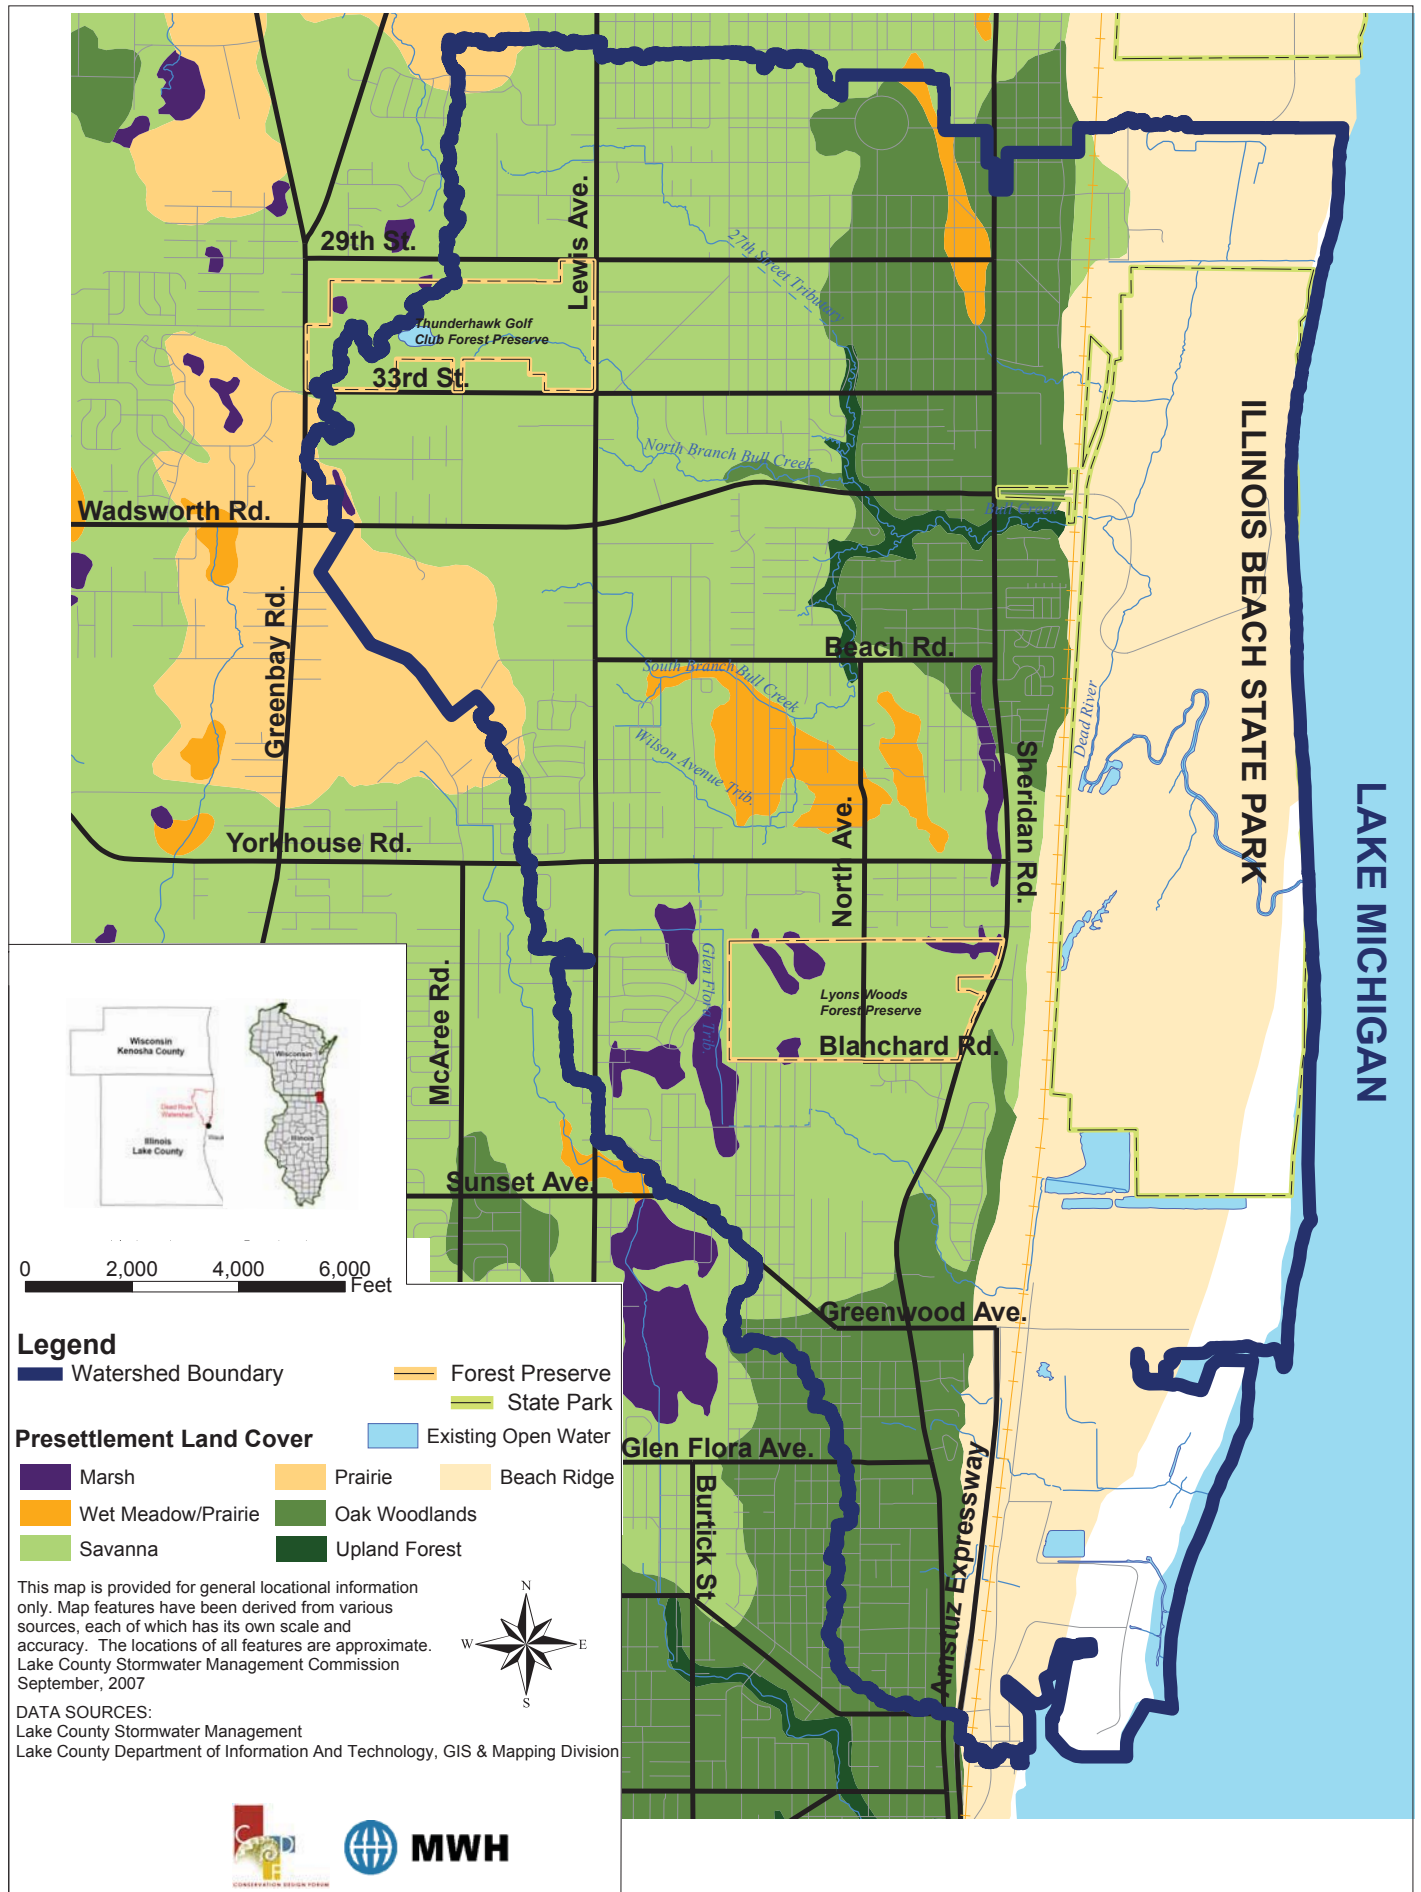 29th St.
Lewis Ave.
27th Street Tributary
Thunderhawk Golf
Club Forest Preserve
33rd St.
North Branch Bull Creek
Wadsworth Rd.
Bull Creek
ILLINOIS BEACH STATE PARK
Greenbay Rd.
Beach Rd.
South Branch Bull Creek
Dead River
Wilson Avenue Trib.
Sheridan Rd.
LAKE MICHIGAN
North Ave.
Yorkhouse Rd.
McAree Rd.
Glen Flora Trib.
Lyons Woods
Forest Preserve
Blanchard Rd.
Wisconsin
Kenosha County
Wisconsin
Dead River
Watershed
Illinois
Lake County
Illinois
Sunset Ave.
0 2,000 4,000 6,000
Feet
Greenwood Ave.
Legend
Watershed Boundary
Forest Preserve
State Park
Presettlement Land Cover
Existing Open Water
Glen Flora Ave.
Marsh
Prairie
Beach Ridge
Wet Meadow/Prairie
Oak Woodlands
Savanna
Upland Forest
Burtick St
Amstuz Expressway
This map is provided for general locational information
only. Map features have been derived from various
sources, each of which has its own scale and
accuracy. The locations of all features are approximate.
Lake County Stormwater Management Commission
September, 2007
N
W E
S
DATA SOURCES:
Lake County Stormwater Management
Lake County Department of Information And Technology, GIS & Mapping Division
C D F
CONSERVATION DESIGN FORUM
MWH